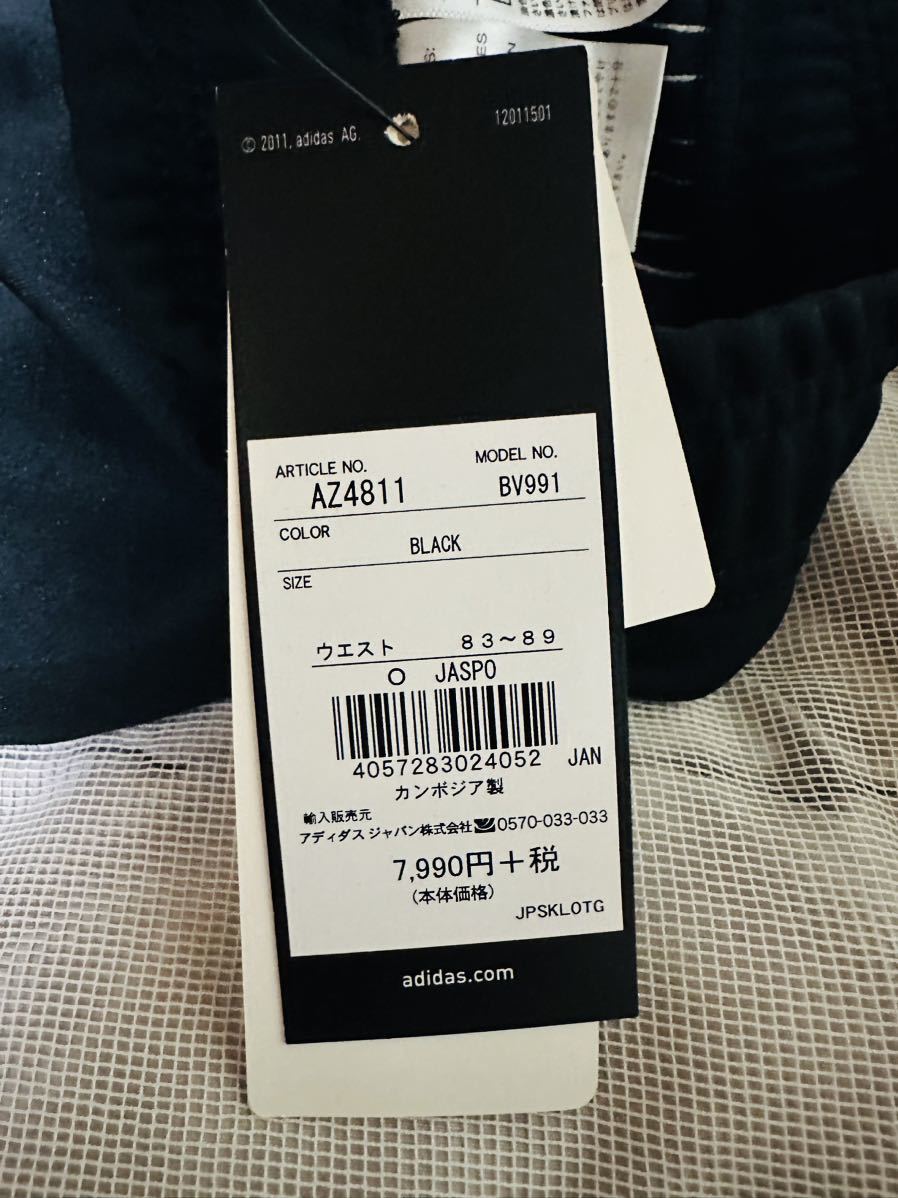 © 2011, adidas AG.
12011501
ARTICLE NO.
MODEL NO.
AZ4811
BV991
COLOR
BLACK
SIZE
ウエスト 83～89
O JASPO
4057283024052 JAN
カンボジア製
輸入販売元
アディダス ジャパン株式会社 0570-033-033
7,990円＋税
(本体価格)
JPSKLOTG
adidas.com